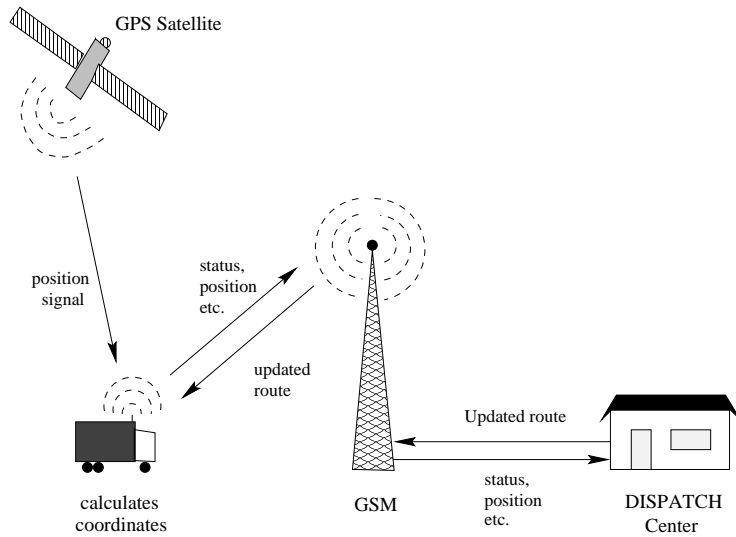 GPS Satellite
position
signal
status,
position
etc.
updated
route
calculates
coordinates
GSM
Updated route
status,
position
etc.
DISPATCH
Center